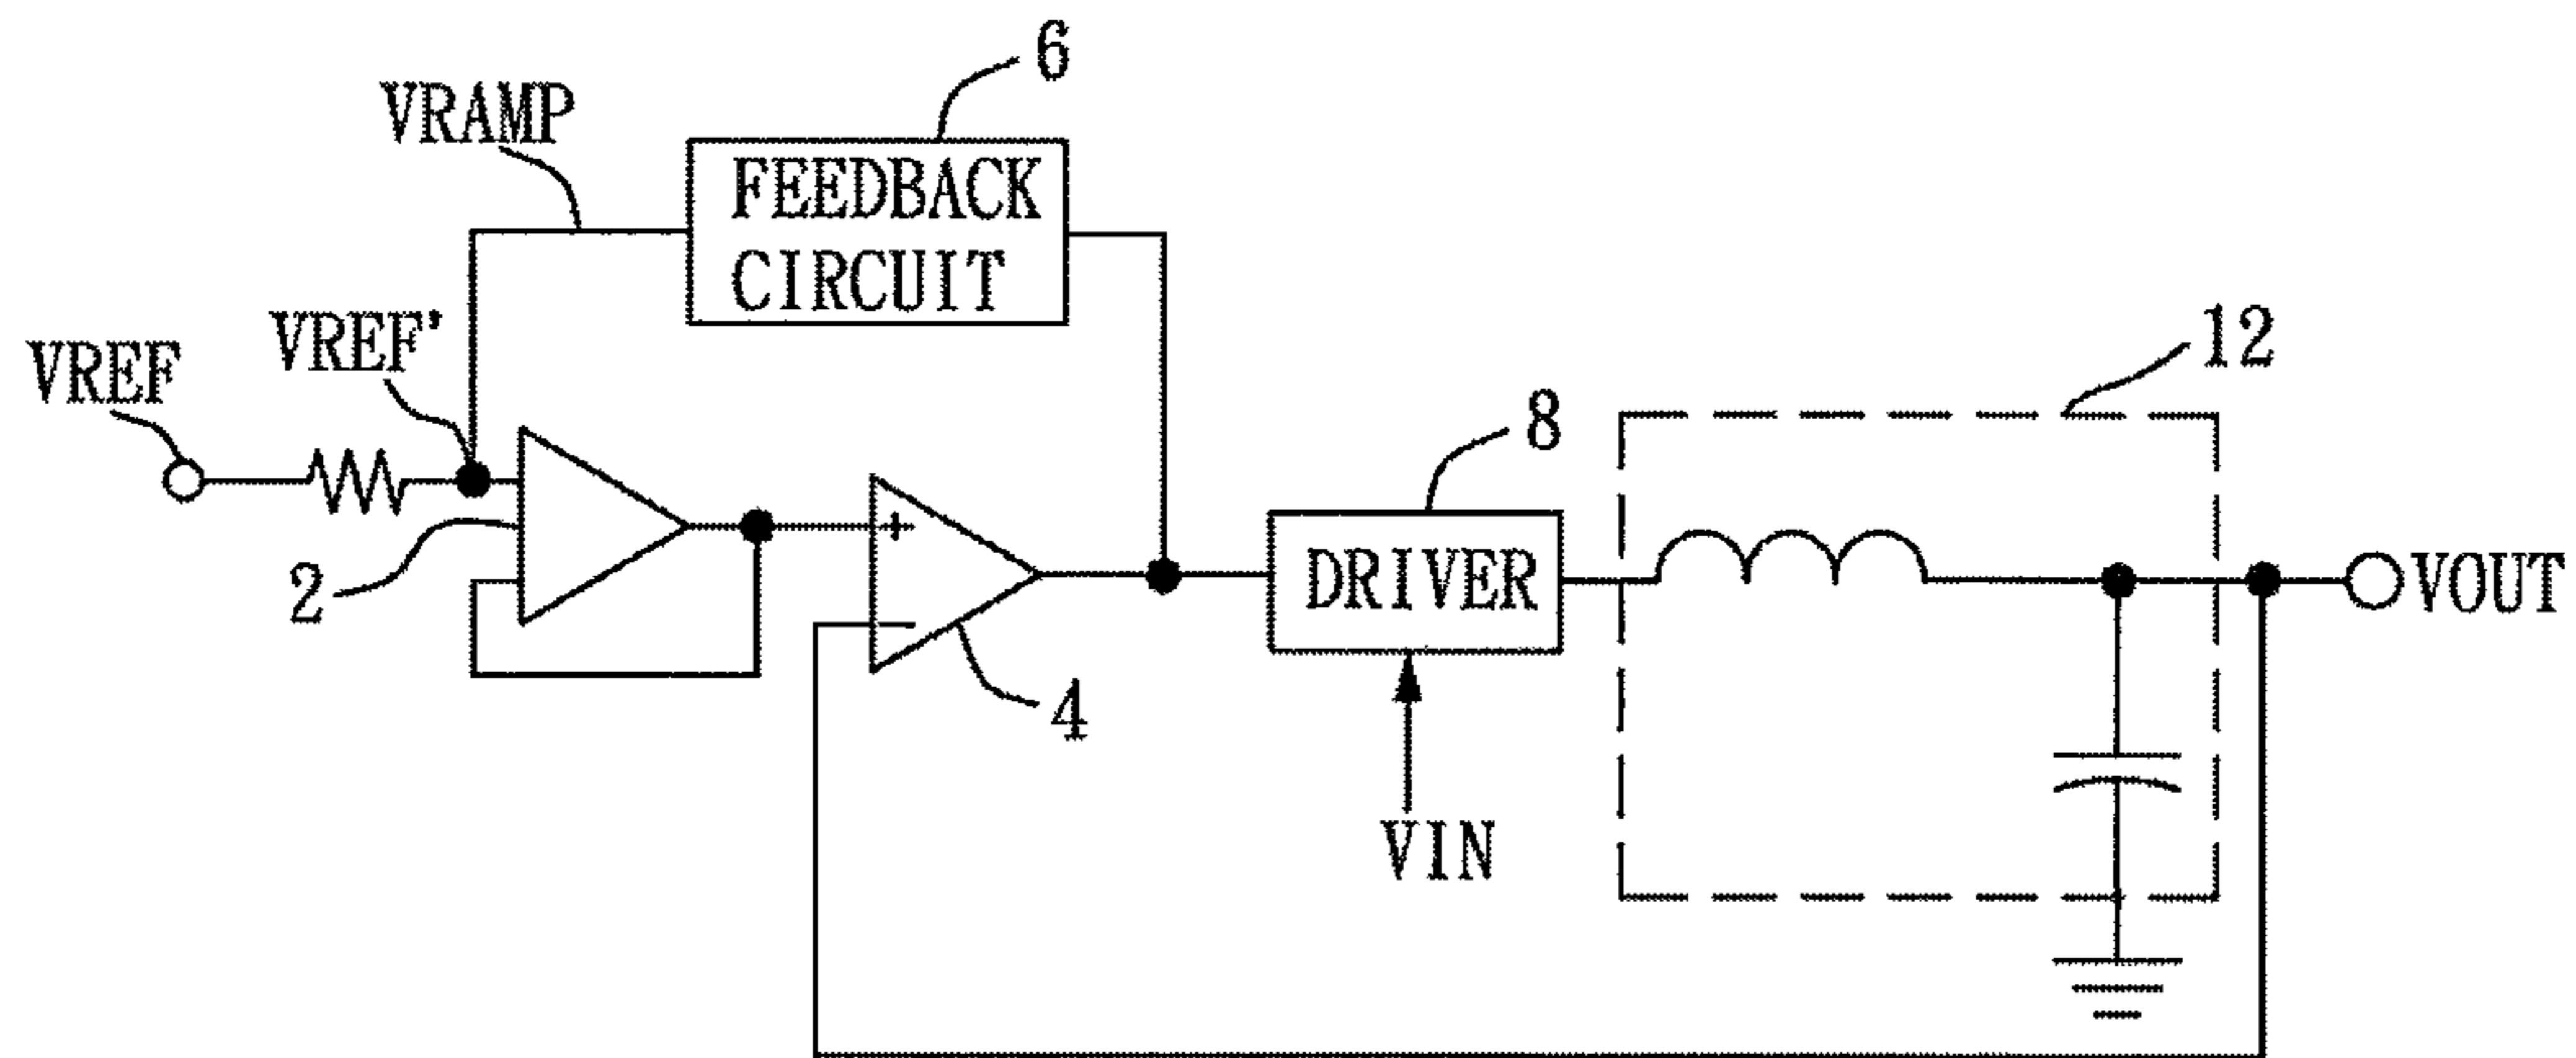 6
VRAMP
FEEDBACK
CIRCUIT
VREF'
VREF
12
8
+
−
2
DRIVER
VOUT
4
VIN